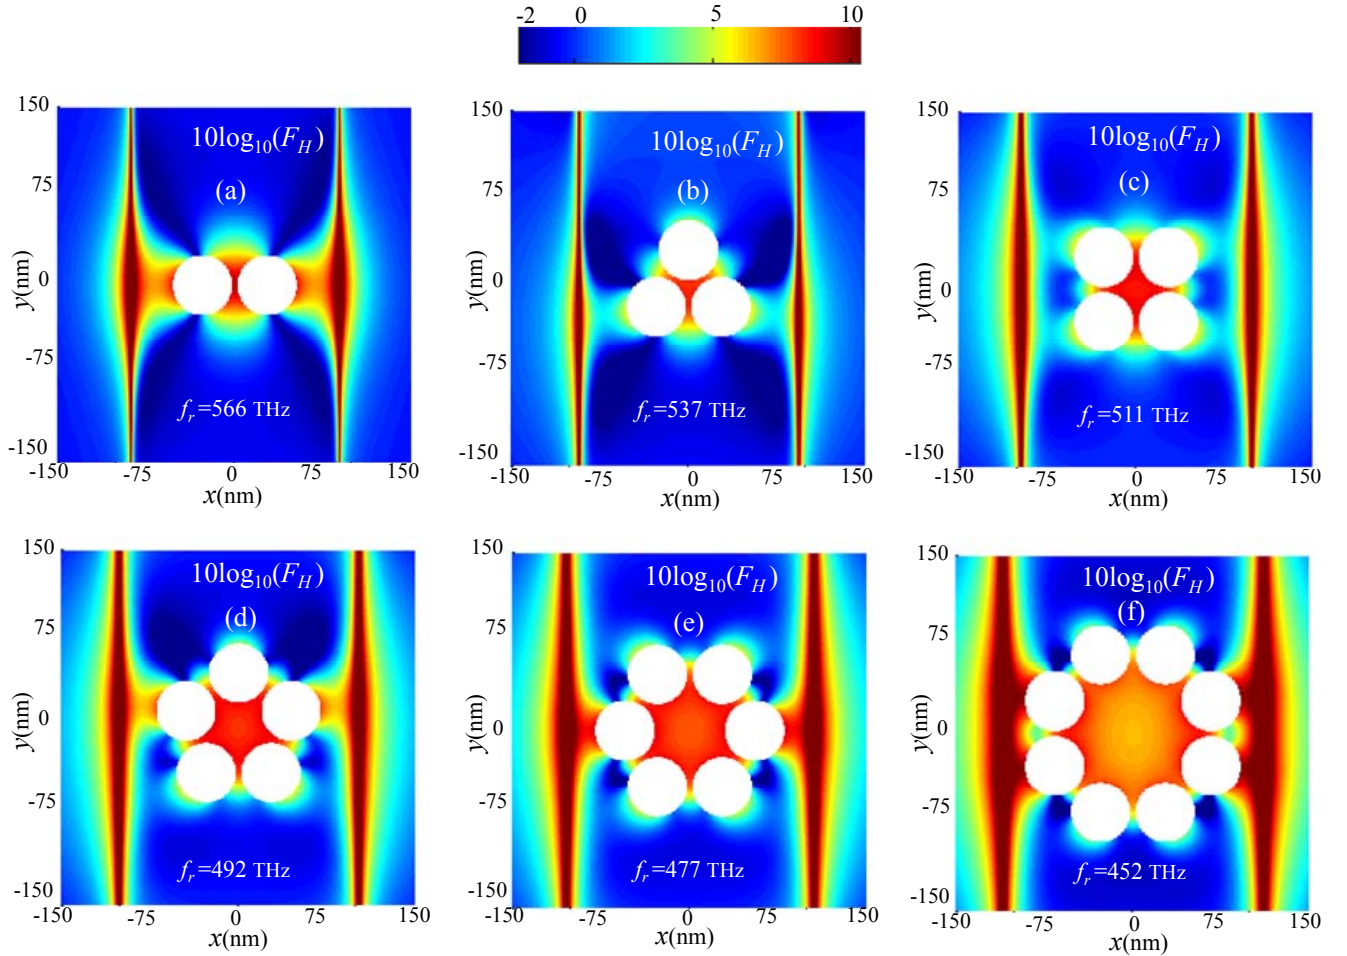 -2 0 5 10
150 75 0 -75 -150
y(nm)
10log10(FH)
(a)
fr=566 THz
-150 -75 0 75 150
x(nm)
150 75 0 -75 -150
y(nm)
10log10(FH)
(b)
fr=537 THz
-150 -75 0 75 150
x(nm)
150 75 0 -75 -150
y(nm)
10log10(FH)
(c)
fr=511 THz
-150 -75 0 75 150
x(nm)
150 75 0 -75 -150
y(nm)
10log10(FH)
(d)
fr=492 THz
-150 -75 0 75 150
x(nm)
150 75 0 -75 -150
y(nm)
10log10(FH)
(e)
fr=477 THz
-150 -75 0 75 150
x(nm)
150 75 0 -75 -150
y(nm)
10log10(FH)
(f)
fr=452 THz
-150 -75 0 75 150
x(nm)